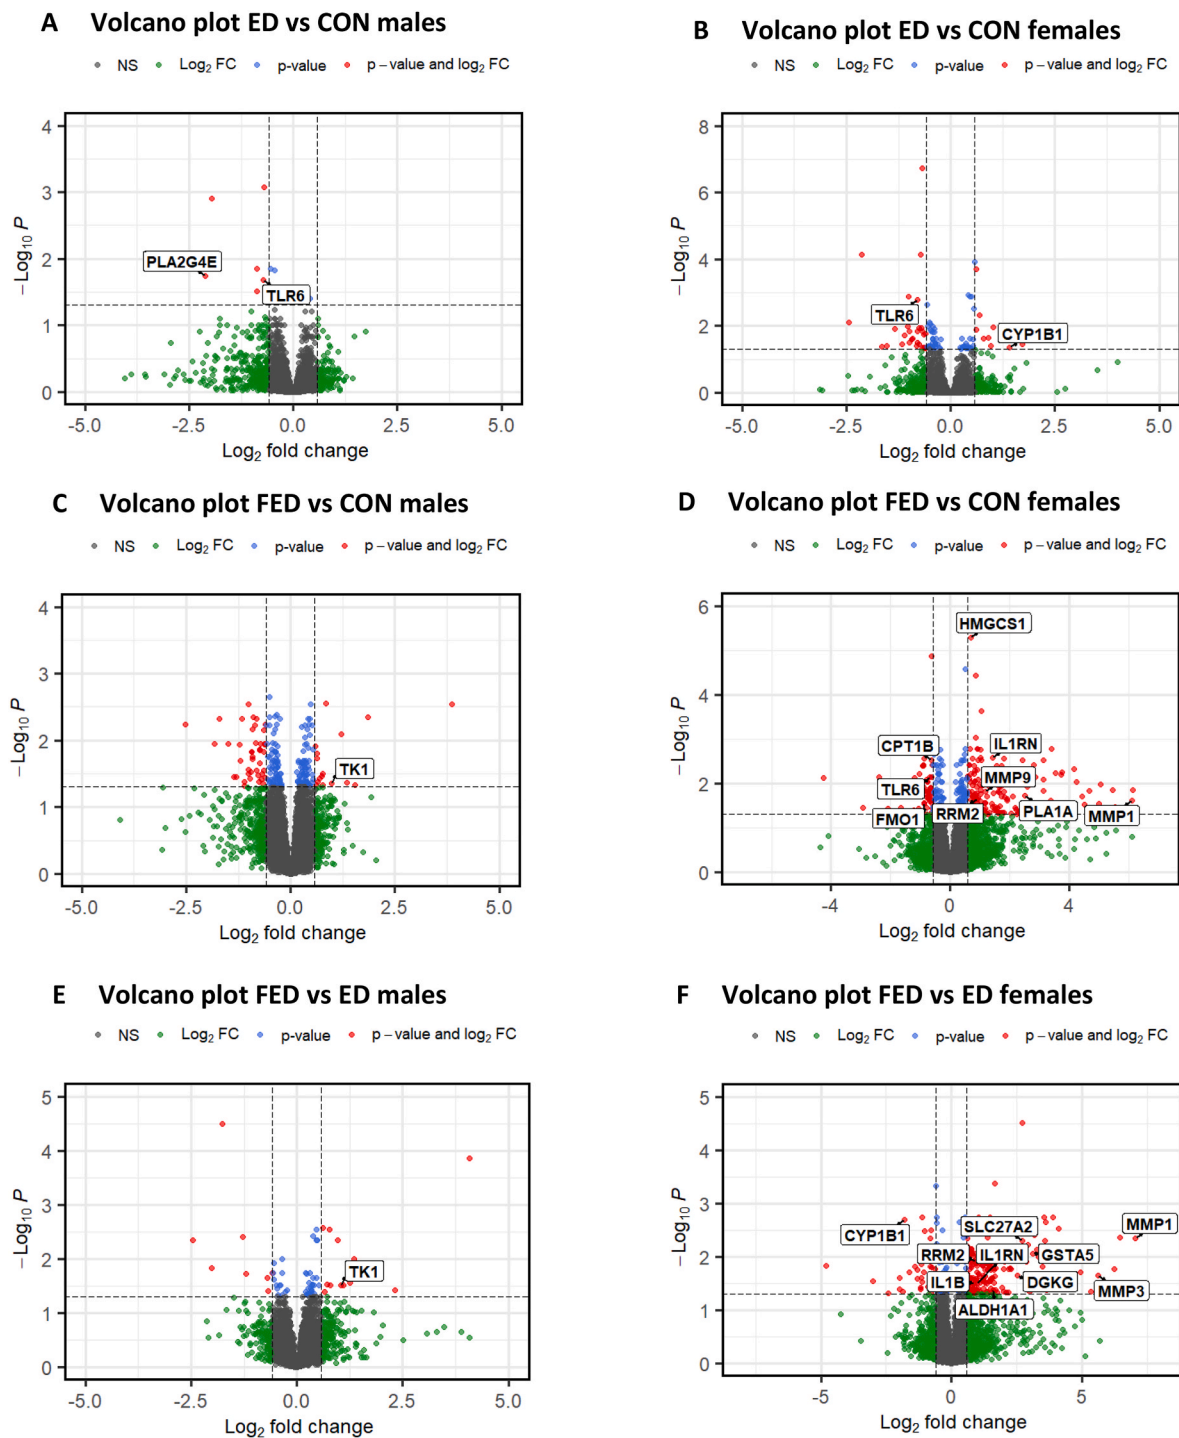 A Volcano plot ED vs CON males
NS Log2 FC p-value p – value and log2 FC
4
3
2
1
0
– Log10 P
PLA2G4E
TLR6
-5.0 -2.5 0.0 2.5 5.0
Log2 fold change
B Volcano plot ED vs CON females
NS Log2 FC p-value p – value and log2 FC
8
6
4
2
0
– Log10 P
TLR6
CYP1B1
-5.0 -2.5 0.0 2.5 5.0
Log2 fold change
C Volcano plot FED vs CON males
NS Log2 FC p-value p – value and log2 FC
4
3
2
1
0
– Log10 P
TK1
-5.0 -2.5 0.0 2.5 5.0
Log2 fold change
D Volcano plot FED vs CON females
NS Log2 FC p-value p – value and log2 FC
6
4
2
0
– Log10 P
HMGCS1
CPT1B
IL1RN
TLR6
MMP9
FMO1
RRM2
PLA1A
MMP1
-4 0 4
Log2 fold change
E Volcano plot FED vs ED males
NS Log2 FC p-value p – value and log2 FC
5
4
3
2
1
0
– Log10 P
TK1
-5.0 -2.5 0.0 2.5 5.0
Log2 fold change
F Volcano plot FED vs ED females
NS Log2 FC p-value p – value and log2 FC
5
4
3
2
1
0
– Log10 P
CYP1B1
SLC27A2
MMP1
RRM2
IL1RN
GSTA5
IL1B
DGKG
MMP3
ALDH1A1
-5 0 5
Log2 fold change